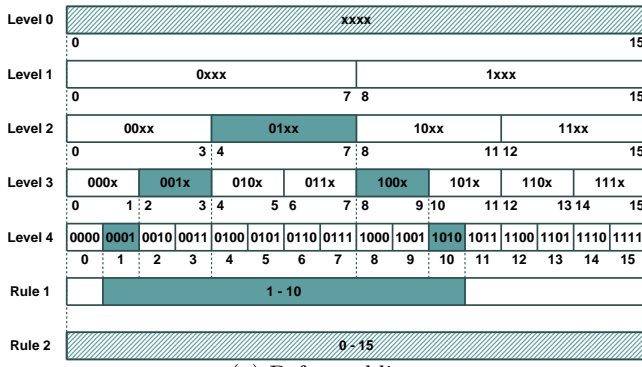 Level 0 xxxx
0 15
Level 1 0xxx 1xxx
0 7 8 15
Level 2 00xx 01xx 10xx 11xx
0 3 4 7 8 11 12 15
Level 3 000x 001x 010x 011x 100x 101x 110x 111x
0 1 2 3 4 5 6 7 8 9 10 11 12 13 14 15
Level 4 0000 0001 0010 0011 0100 0101 0110 0111 1000 1001 1010 1011 1100 1101 1110 1111
0 1 2 3 4 5 6 7 8 9 10 11 12 13 14 15
Rule 1 1 - 10
Rule 2 0 - 15